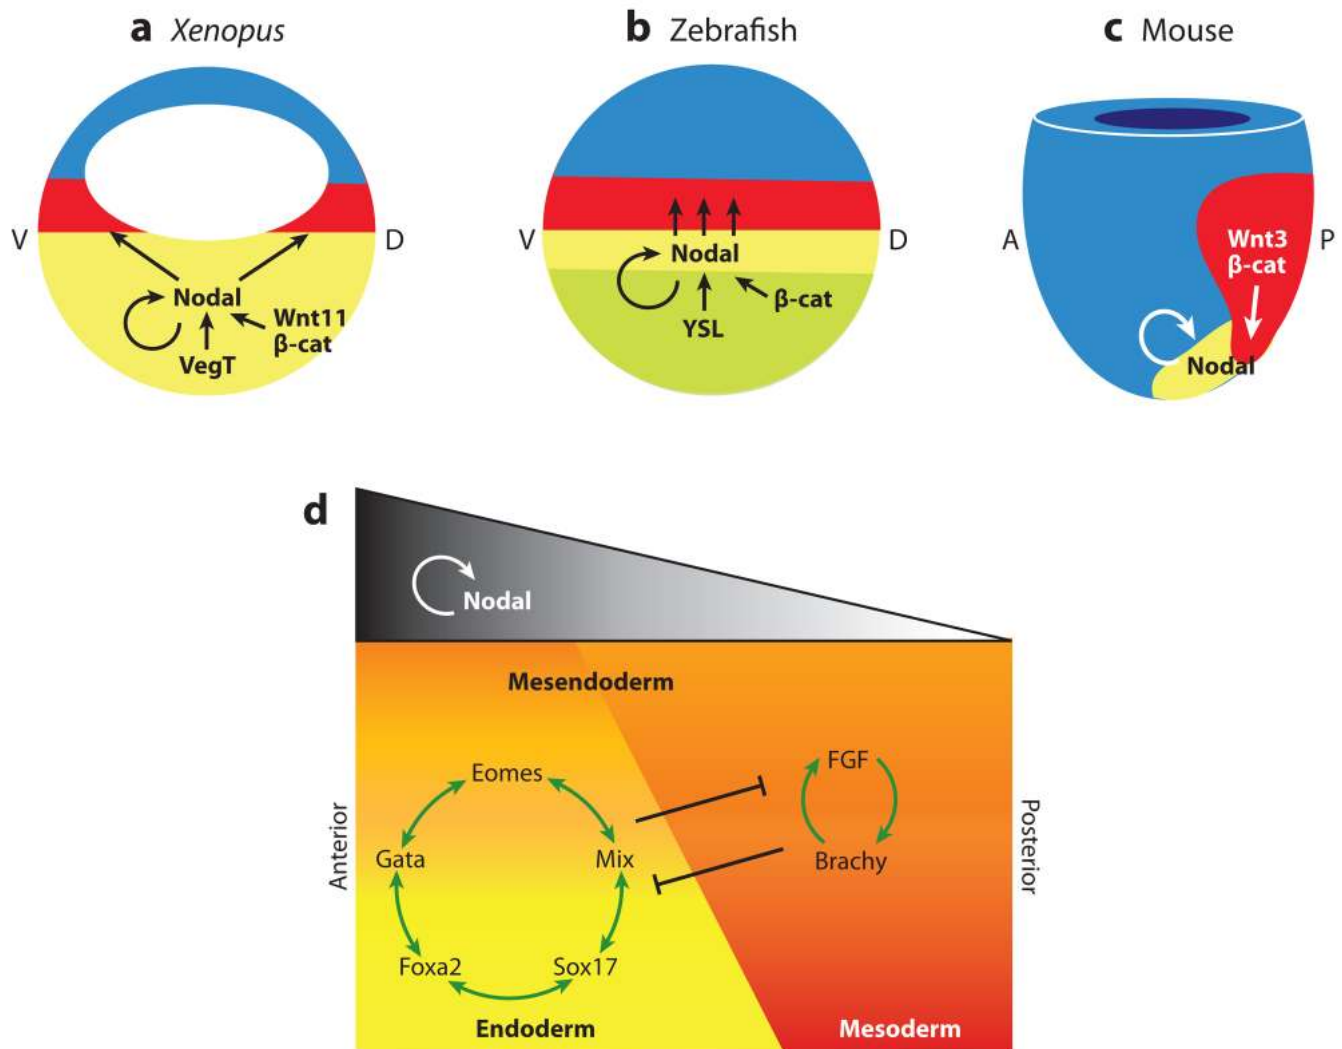 a Xenopus
b Zebrafish
c Mouse
V
D
Nodal
Wnt11
β-cat
VegT
V
D
Nodal
β-cat
YSL
A
P
Wnt3
β-cat
Nodal
d
Nodal
Mesendoderm
Anterior
Posterior
Eomes
Gata
Mix
Foxa2
Sox17
FGF
Brachy
Endoderm
Mesoderm